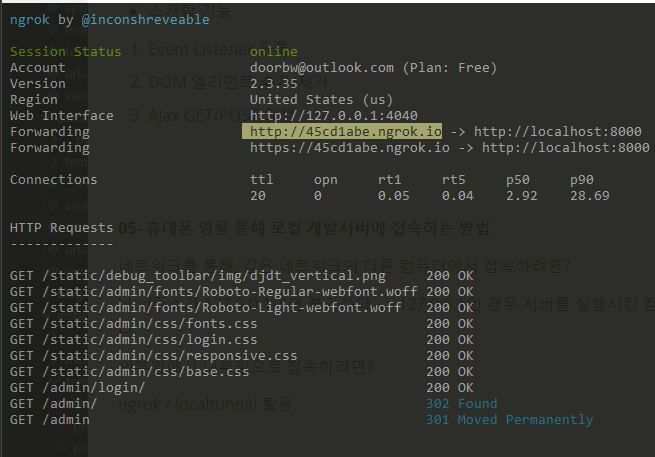 ngrok by @inconshreveable
소개할 기능
Session Status online
1. Event Listener
Account doorbw@outlook.com (Plan: Free)
2. DOM 엘리먼트 제거
Version 2.3.35
Region United States (us)
3. Ajax GET/POST
Web Interface http://127.0.0.1:4040
Forwarding http://45cd1abe.ngrok.io -> http://localhost:8000
Forwarding https://45cd1abe.ngrok.io -> http://localhost:8000
Connections ttl opn rt1 rt5 p50 p90
20 0 0.05 0.04 2.92 28.69
HTTP Requests
05- 휴대폰 망을 통해 로컬 개발서버에 접속하는 방법
-------------
네트워크를 통해, 같은 네트워크의 다른 컴퓨터에서 접속하려면?
GET /static/debug_toolbar/img/djdt_vertical.png 200 OK
GET /static/admin/fonts/Roboto-Regular-webfont.woff 200 OK
GET /static/admin/fonts/Roboto-Light-webfont.woff 200 OK
경우 서버를 실행시킨
GET /static/admin/css/fonts.css 200 OK
GET /static/admin/css/login.css 200 OK
GET /static/admin/css/responsive.css 200 OK
GET /static/admin/css/base.css 200 OK
접속하려면?
GET /admin/login/ 200 OK
GET /admin/ 302 Found
ngrok / localtunnel 활용
GET /admin 301 Moved Permanently